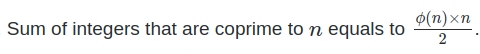 Sum of integers that are coprime to n equals to ϕ(n)×n / 2.